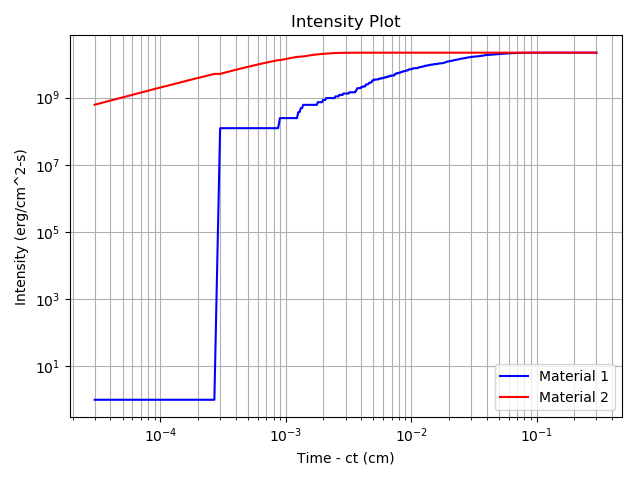 Intensity Plot
Intensity (erg/cm^2-s)
10^9
10^7
10^5
10^3
10^1
10^-4
10^-3
10^-2
10^-1
Time - ct (cm)
Material 1
Material 2